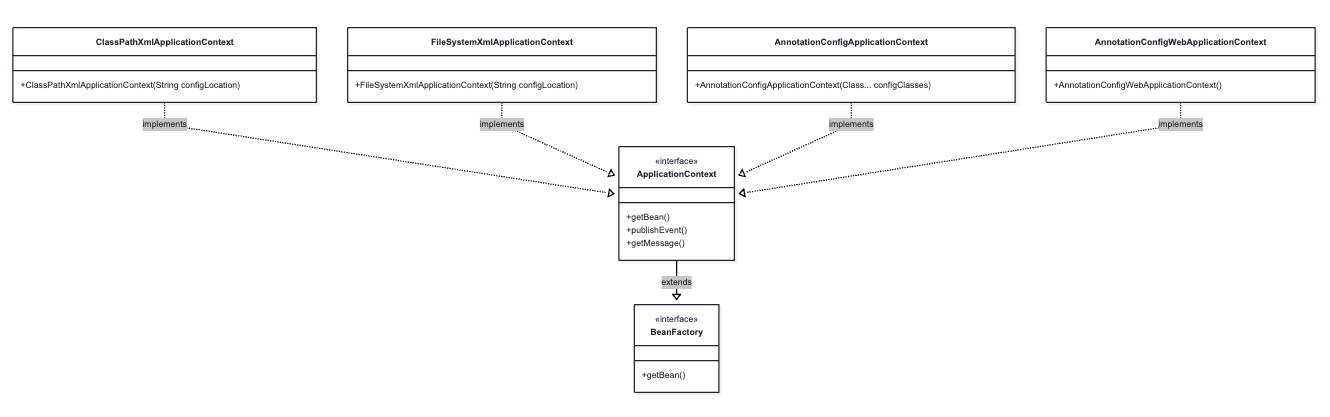 ClassPathXmlApplicationContext
+ClassPathXmlApplicationContext(String configLocation)
FileSystemXmlApplicationContext
+FileSystemXmlApplicationContext(String configLocation)
AnnotationConfigApplicationContext
+AnnotationConfigApplicationContext(Class... configClasses)
AnnotationConfigWebApplicationContext
+AnnotationConfigWebApplicationContext()
implements
implements
implements
implements
«interface»
ApplicationContext
+getBean()
+publishEvent()
+getMessage()
extends
«interface»
BeanFactory
+getBean()